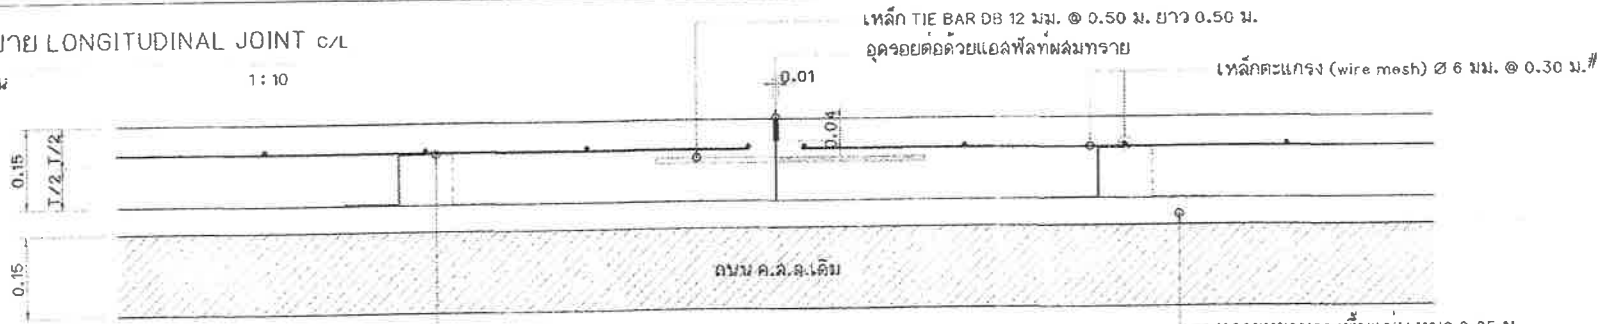 เหล็ก TIE BAR DB 12 มม. @ 0.50 ม. ยาว 0.50 ม.
ขยาย LONGITUDINAL JOINT C/L
อุดรอยต่อด้วยแอสฟัลท์ผสมทราย
1:10
0.01
เหล็กตะแกรง (wire mesh) Ø 6 มม. @ 0.30 ม.#
0.04
0.15
T/2 T/2
0.15
ถนน ค.ส.ล.เดิม